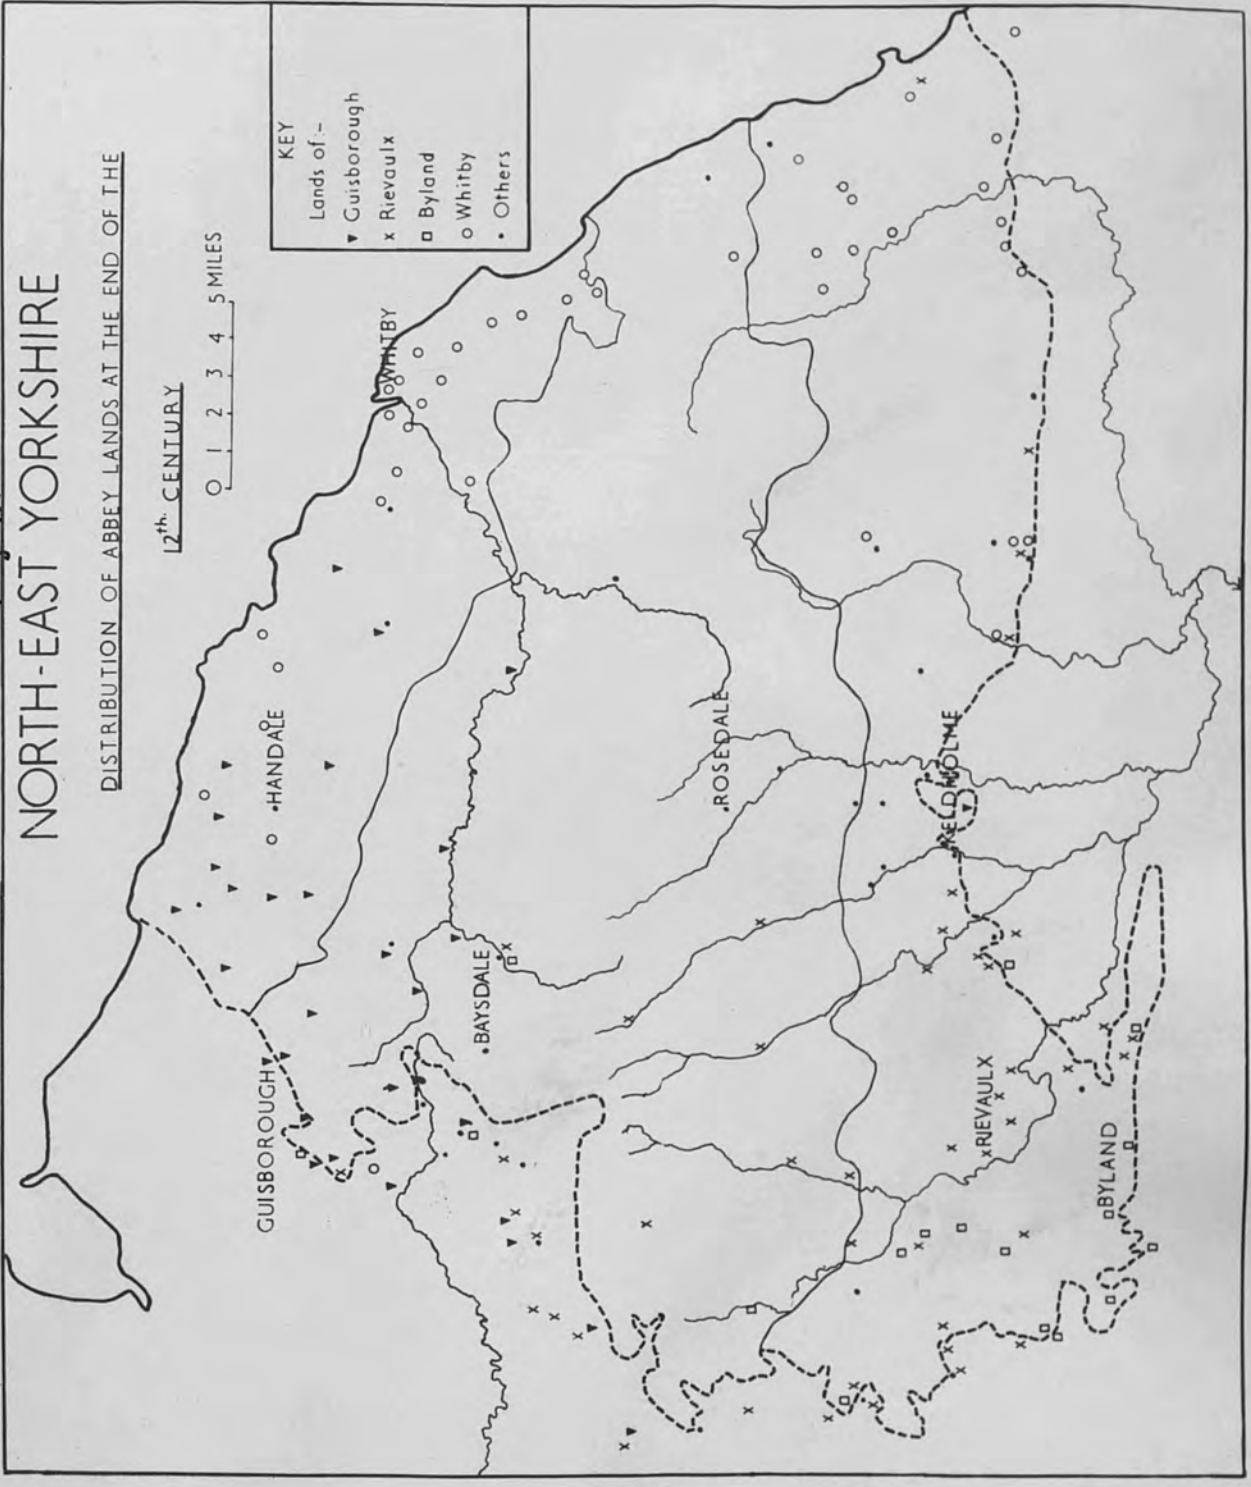 NORTH-EAST YORKSHIRE
DISTRIBUTION OF ABBEY LANDS AT THE END OF THE
12th. CENTURY
0 1 2 3 4 5 MILES
KEY
Lands of:-
Guisborough
Rievaulx
Byland
Whitby
Others
WHITBY
HANDALE
GUISBOROUGH
BAYSDALE
ROSEDALE
KELDHOLME
RIEVAULX
BYLAND